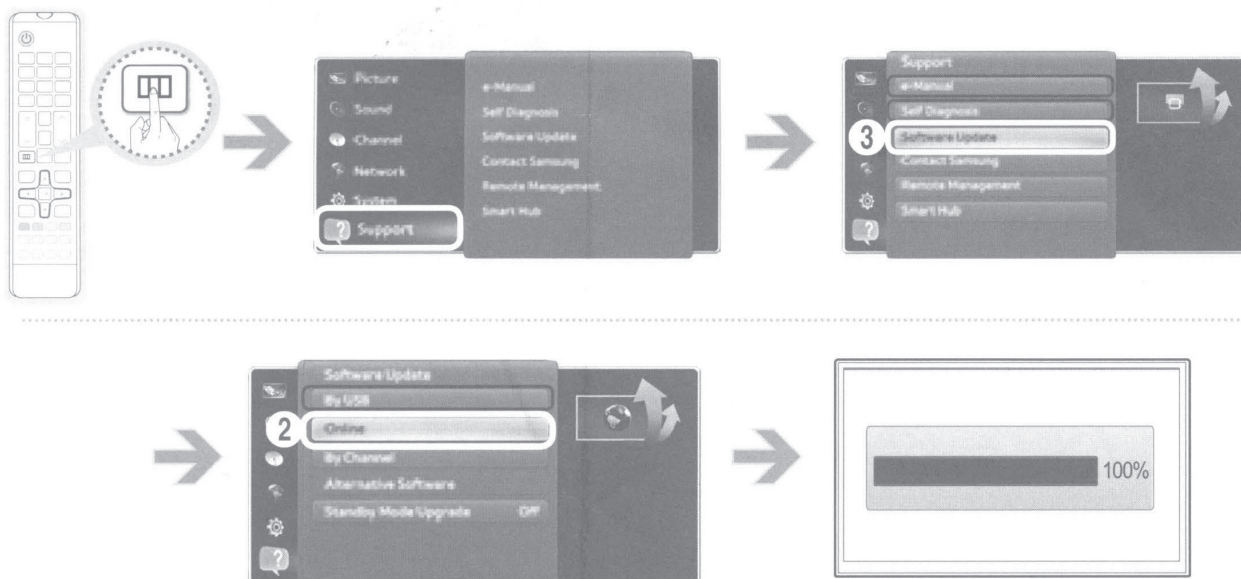 Picture
Sound
Channel
Network
System
Support
e-Manual
Self Diagnosis
Software Update
Contact Samsung
Remote Management
Smart Hub
Support
e-Manual
Self Diagnosis
3
Software Update
Contact Samsung
Remote Management
Smart Hub
Software Update
By USB
2
Online
By Channel
Alternative Software
Standby Mode Upgrade Off
100%